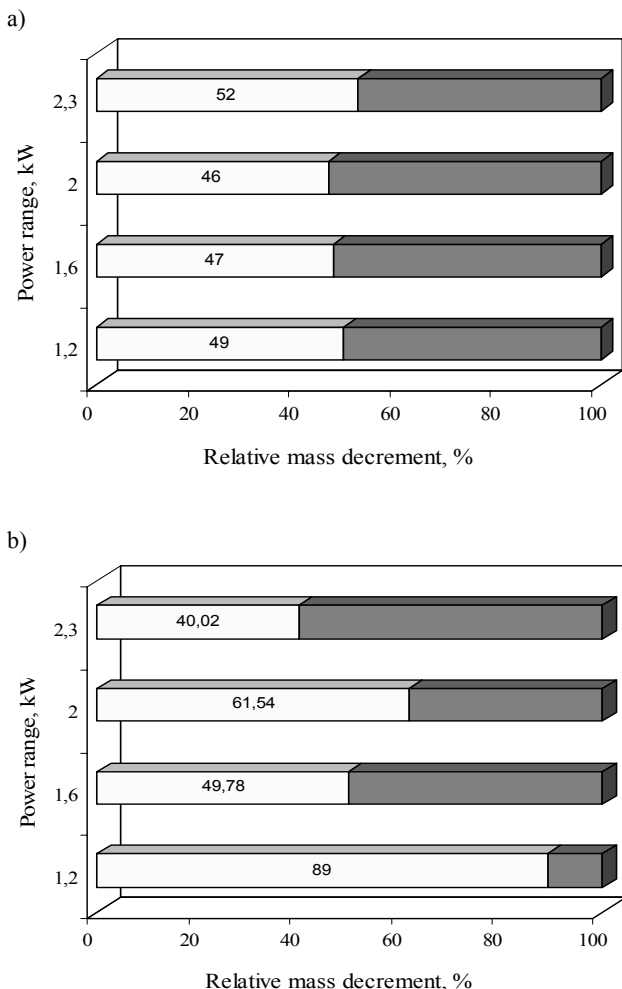 a)
2,3
52
2
46
1,6
47
1,2
49
Power range, kW
0 20 40 60 80 100
Relative mass decrement, %
b)
2,3
40,02
2
61,54
1,6
49,78
1,2
89
Power range, kW
0 20 40 60 80 100
Relative mass decrement, %